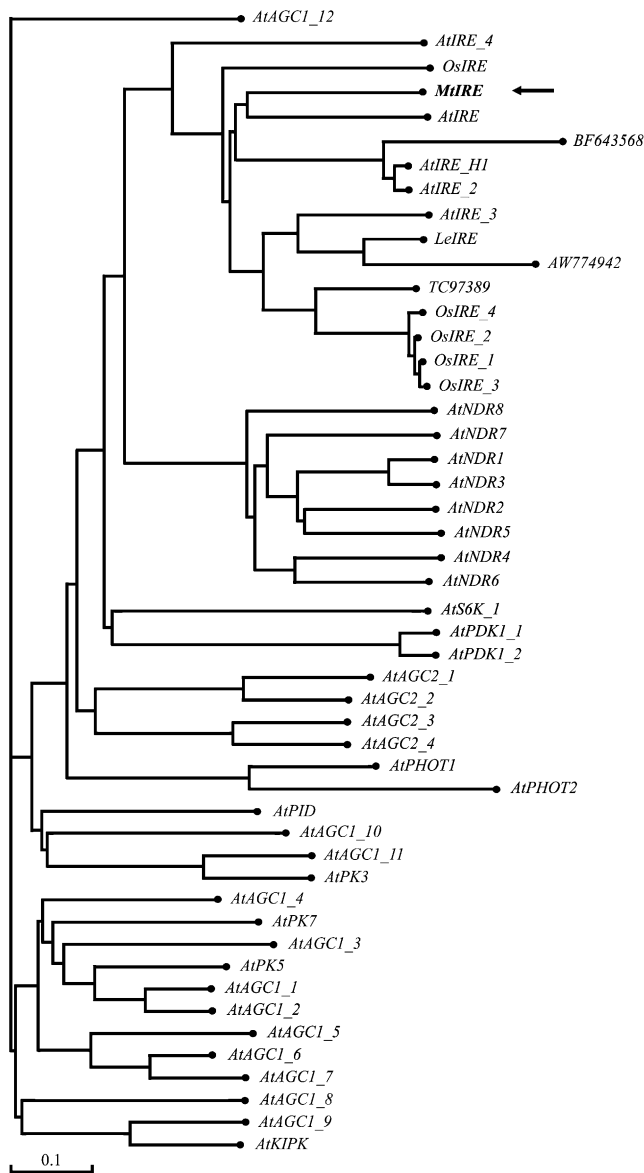 AtAGC1_12
AtIRE_4
OsIRE
MtIRE
AtIRE
BF643568
AtIRE_H1
AtIRE_2
AtIRE_3
LeIRE
AW774942
TC97389
OsIRE_4
OsIRE_2
OsIRE_1
OsIRE_3
AtNDR8
AtNDR7
AtNDR1
AtNDR3
AtNDR2
AtNDR5
AtNDR4
AtNDR6
AtS6K_1
AtPDK1_1
AtPDK1_2
AtAGC2_1
AtAGC2_2
AtAGC2_3
AtAGC2_4
AtPHOT1
AtPHOT2
AtPID
AtAGC1_10
AtAGC1_11
AtPK3
AtAGC1_4
AtPK7
AtAGC1_3
AtPK5
AtAGC1_1
AtAGC1_2
AtAGC1_5
AtAGC1_6
AtAGC1_7
AtAGC1_8
AtAGC1_9
AtKIPK
0.1